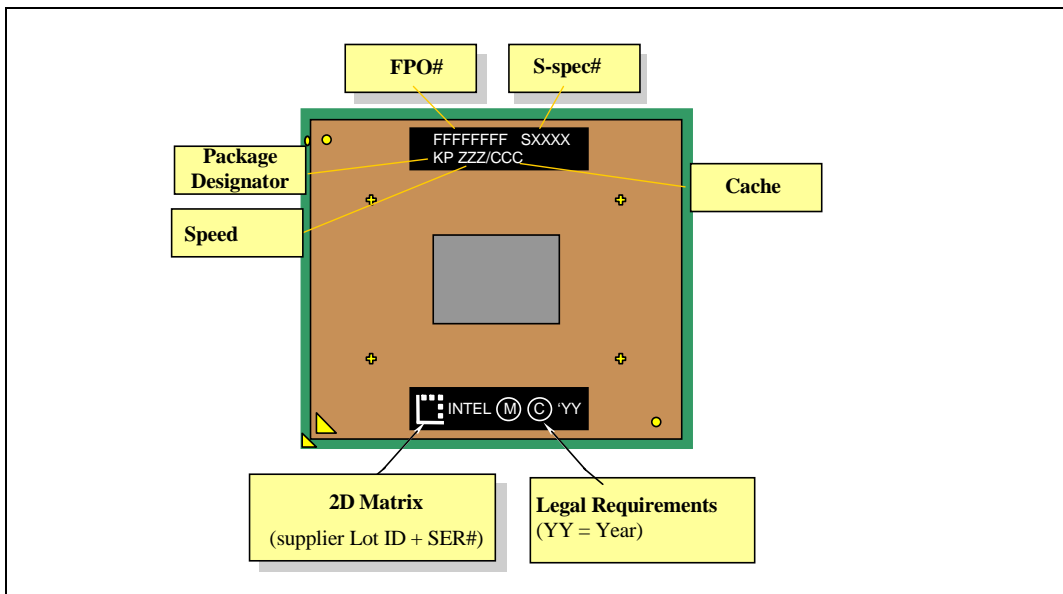 FPO#
S-spec#
FFFFFFFF SXXXX
KP ZZZ/CCC
Package
Designator
Cache
Speed
INTEL M C ‘YY
2D Matrix
(supplier Lot ID + SER#)
Legal Requirements
(YY = Year)